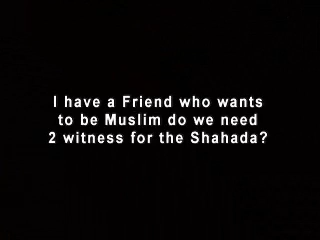 I have a Friend who wants
to be Muslim do we need
2 witness for the Shahada?